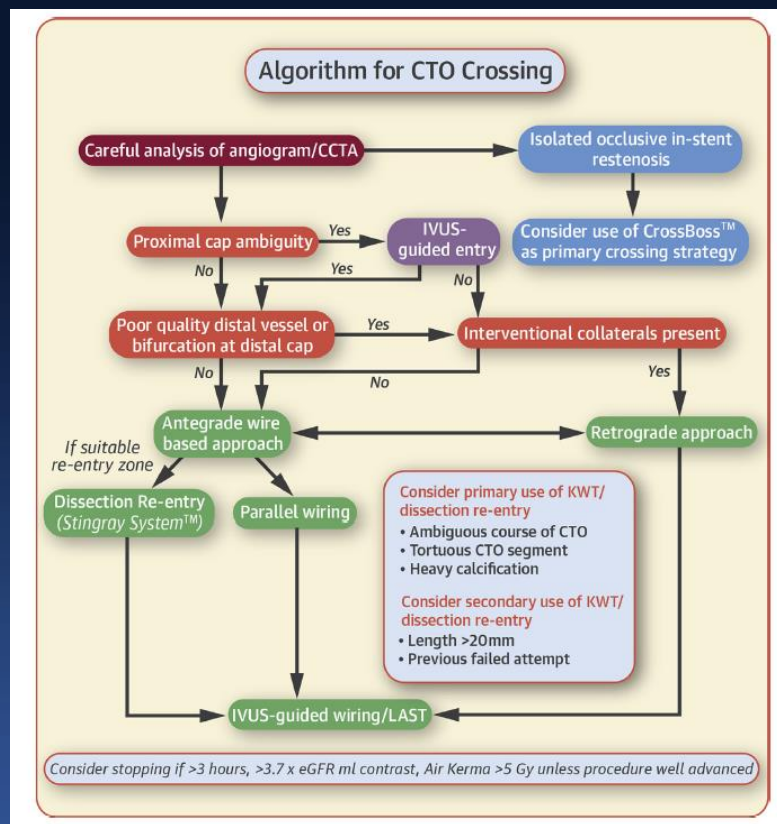 Algorithm for CTO Crossing
Careful analysis of angiogram/CCTA
Isolated occlusive in-stent
restenosis
Proximal cap ambiguity
Yes
IVUS-
guided entry
Consider use of CrossBoss™
as primary crossing strategy
No
Yes
No
Poor quality distal vessel or
bifurcation at distal cap
Yes
Interventional collaterals present
No
No
Yes
Antegrade wire
based approach
Retrograde approach
If suitable
re-entry zone
Dissection Re-entry
(Stingray System™)
Parallel wiring
Consider primary use of KWT/
dissection re-entry
• Ambiguous course of CTO
• Tortuous CTO segment
• Heavy calcification
Consider secondary use of KWT/
dissection re-entry
• Length >20mm
• Previous failed attempt
IVUS-guided wiring/LAST
Consider stopping if >3 hours, >3.7 x eGFR ml contrast, Air Kerma >5 Gy unless procedure well advanced